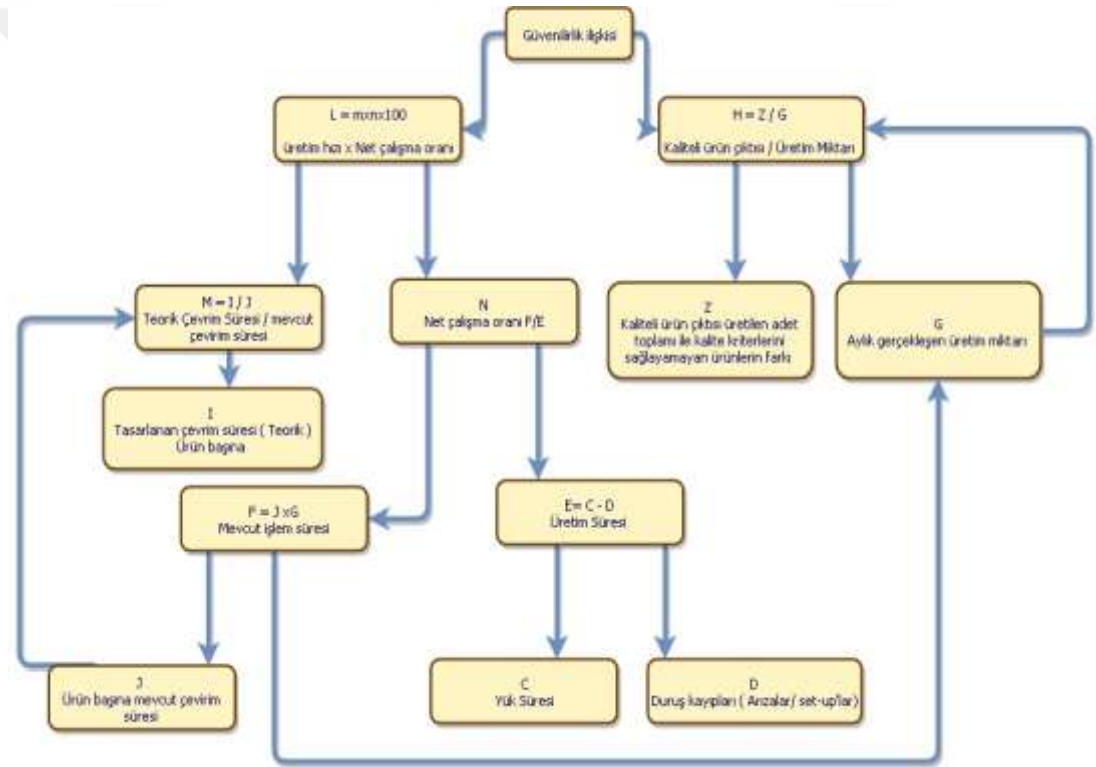 Güvenilirlik ilişkisi
L = mxnx100
üretim hızı x Net çalışma oranı
H = Z / G
Kaliteli ürün çıktısı / Üretim Miktarı
M = I / J
Teorik Çevrim Süresi / mevcut
çevirim süresi
N
Net çalışma oranı F/E
Z
Kaliteli ürün çıktısı üretilen adet
toplamı ile kalite kriterlerini
sağlayamayan ürünlerin farkı
G
Aylık gerçekleşen üretim miktarı
I
Tasarlanan çevrim süresi ( Teorik )
Ürün başına
F = J xG
Mevcut işlem süresi
E= C - D
Üretim Süresi
J
Ürün başına mevcut çevirim
süresi
C
Yük Süresi
D
Duruş kayıpları ( Arızalar/ set-up'lar)